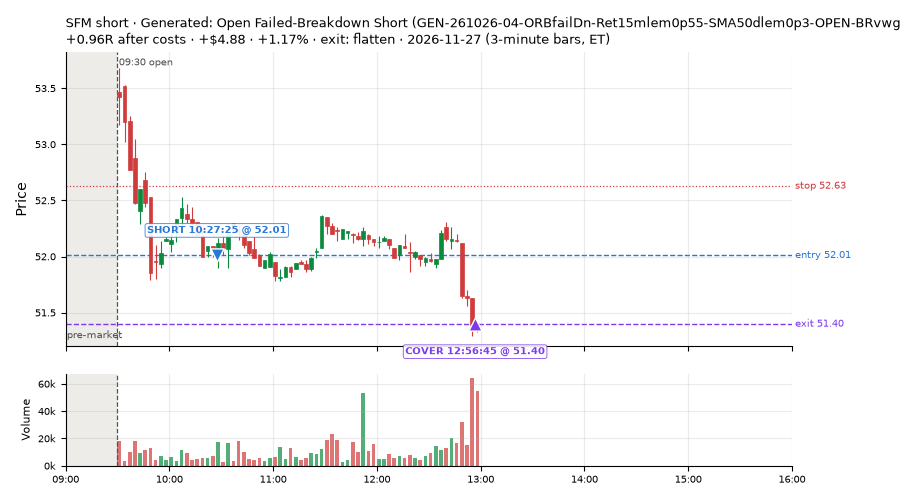 SFM short · Generated: Open Failed-Breakdown Short (GEN-261026-04-ORBfailDn-Ret15mlem0p55-SMA50dlem0p3-OPEN-BRvwg
+0.96R after costs · +$4.88 · +1.17% · exit: flatten · 2026-11-27 (3-minute bars, ET)
09:30 open
53.5
53.0
52.5
52.0
51.5
Price
stop 52.63
SHORT 10:27:25 @ 52.01
entry 52.01
exit 51.40
pre-market
COVER 12:56:45 @ 51.40
60k
40k
20k
0k
Volume
09:00 10:00 11:00 12:00 13:00 14:00 15:00 16:00